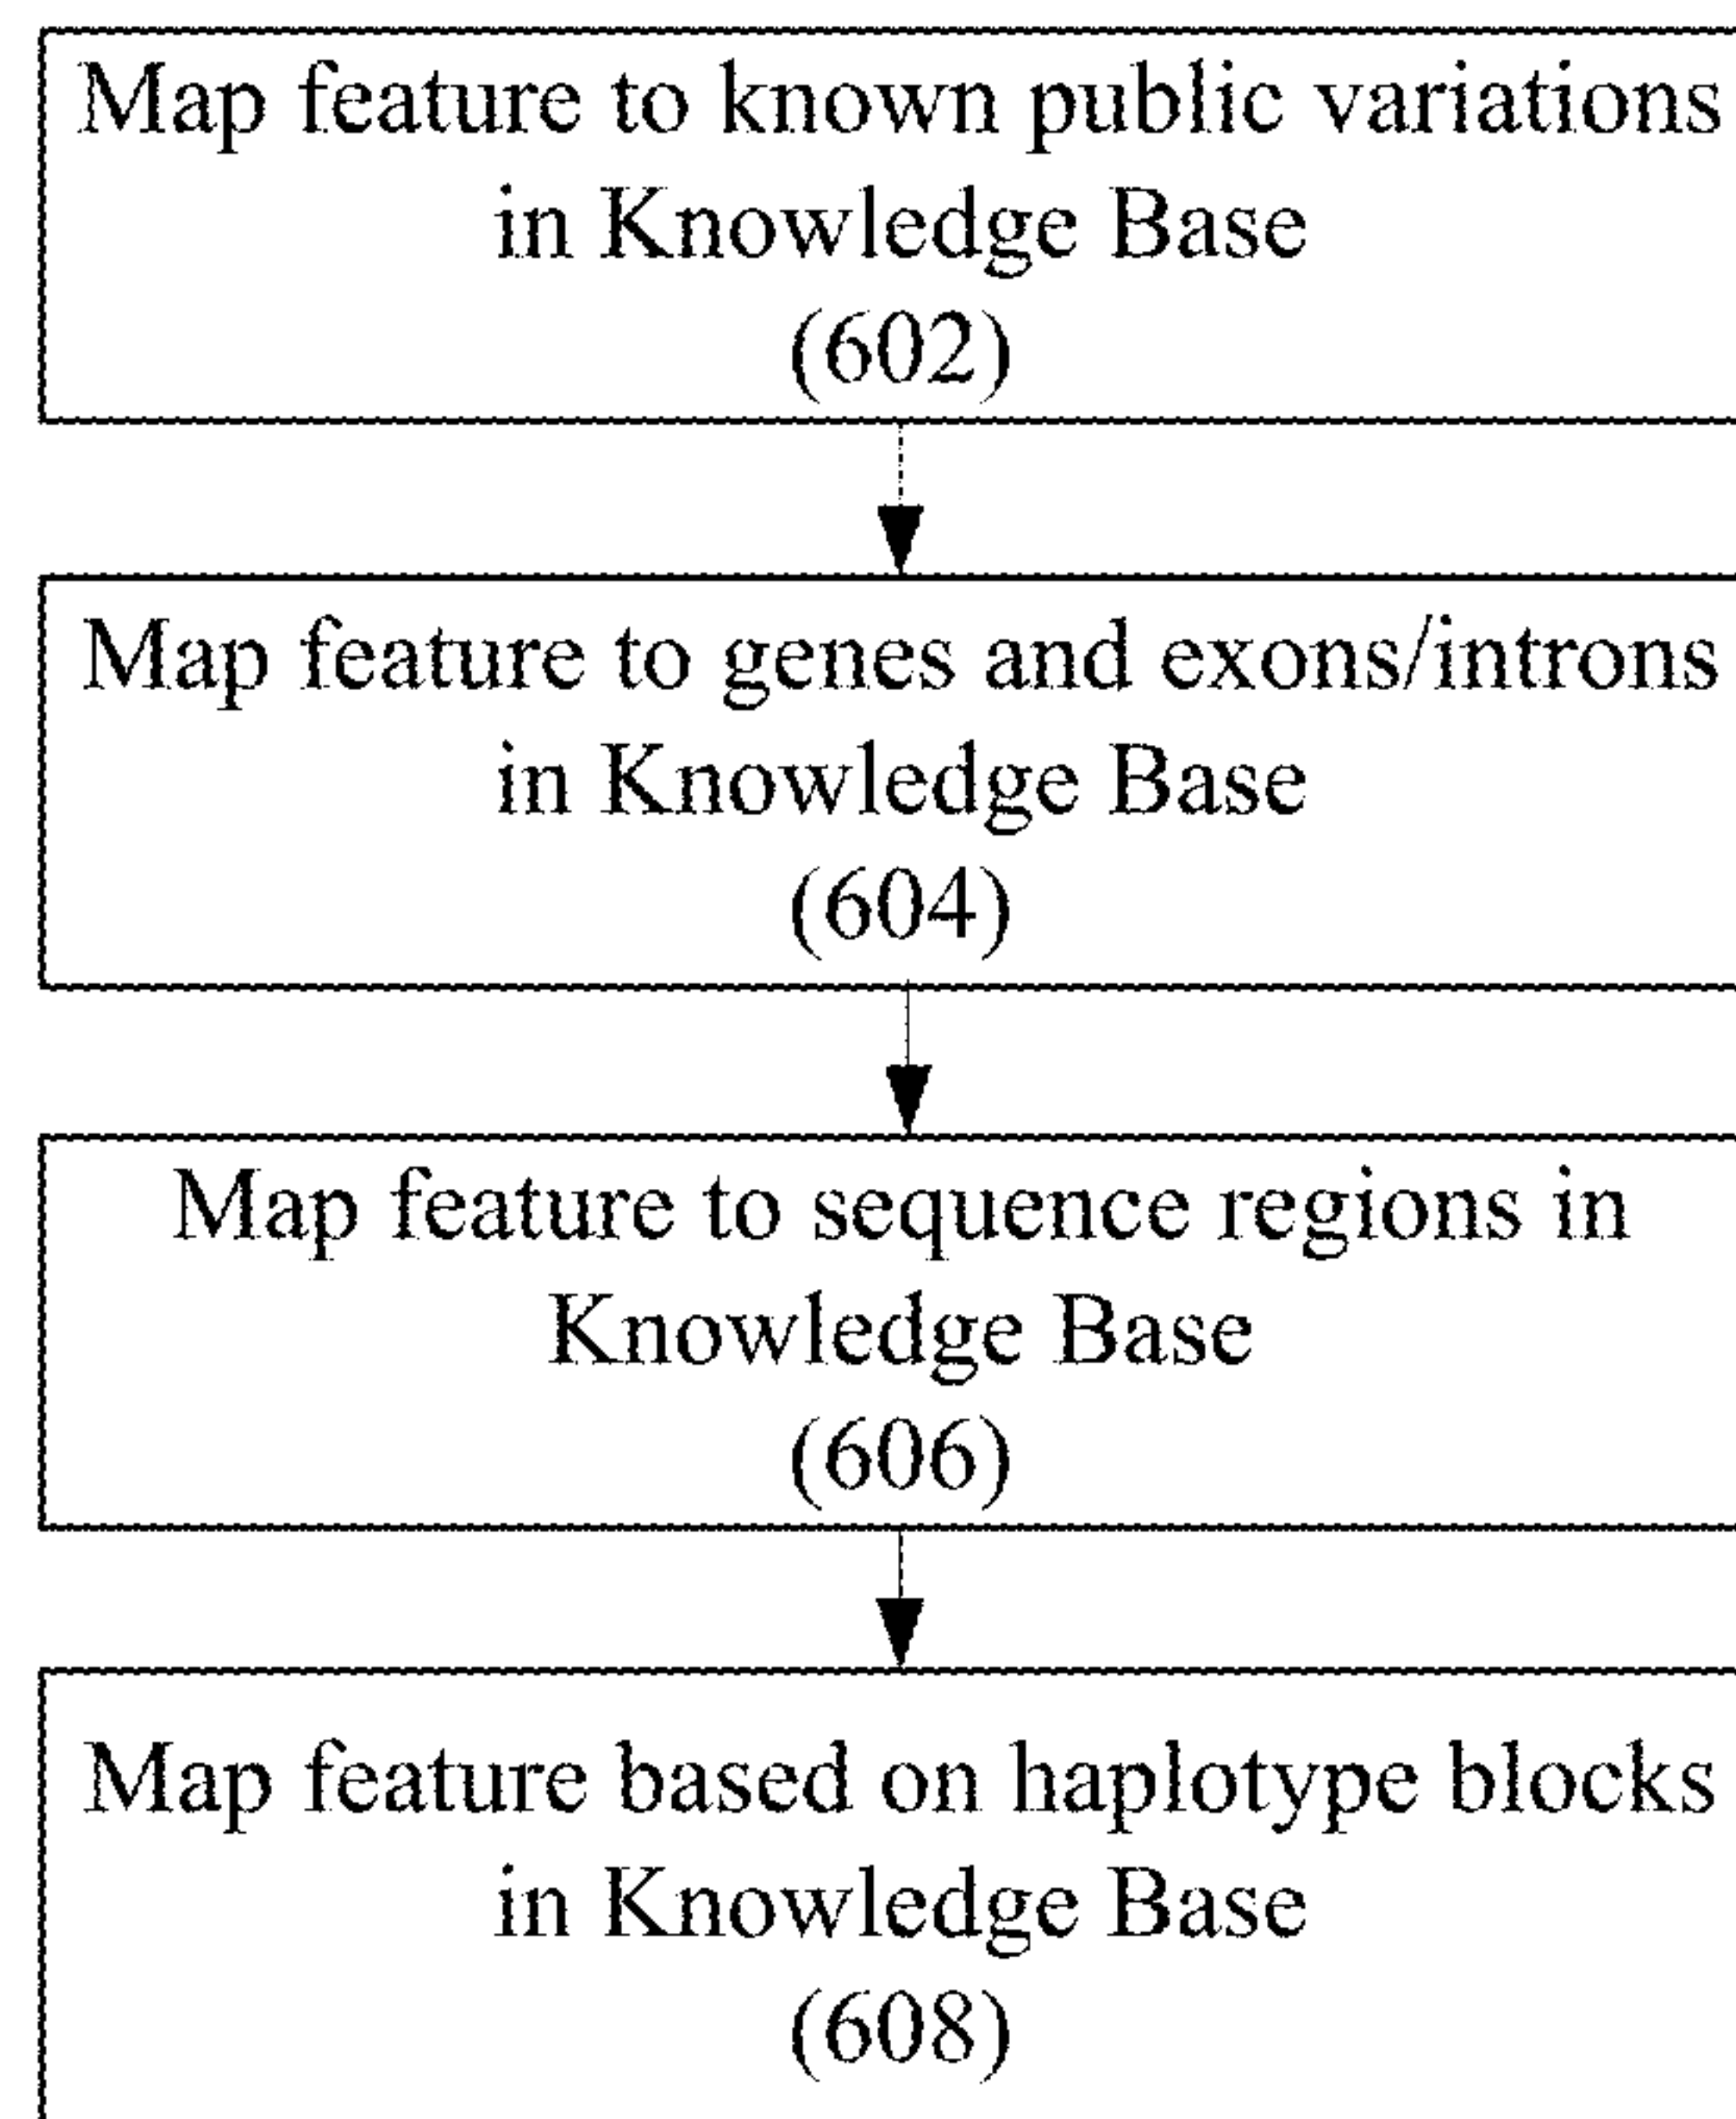 Map feature to known public variations
in Knowledge Base
(602)
Map feature to genes and exons/introns
in Knowledge Base
(604)
Map feature to sequence regions in
Knowledge Base
(606)
Map feature based on haplotype blocks
in Knowledge Base
(608)